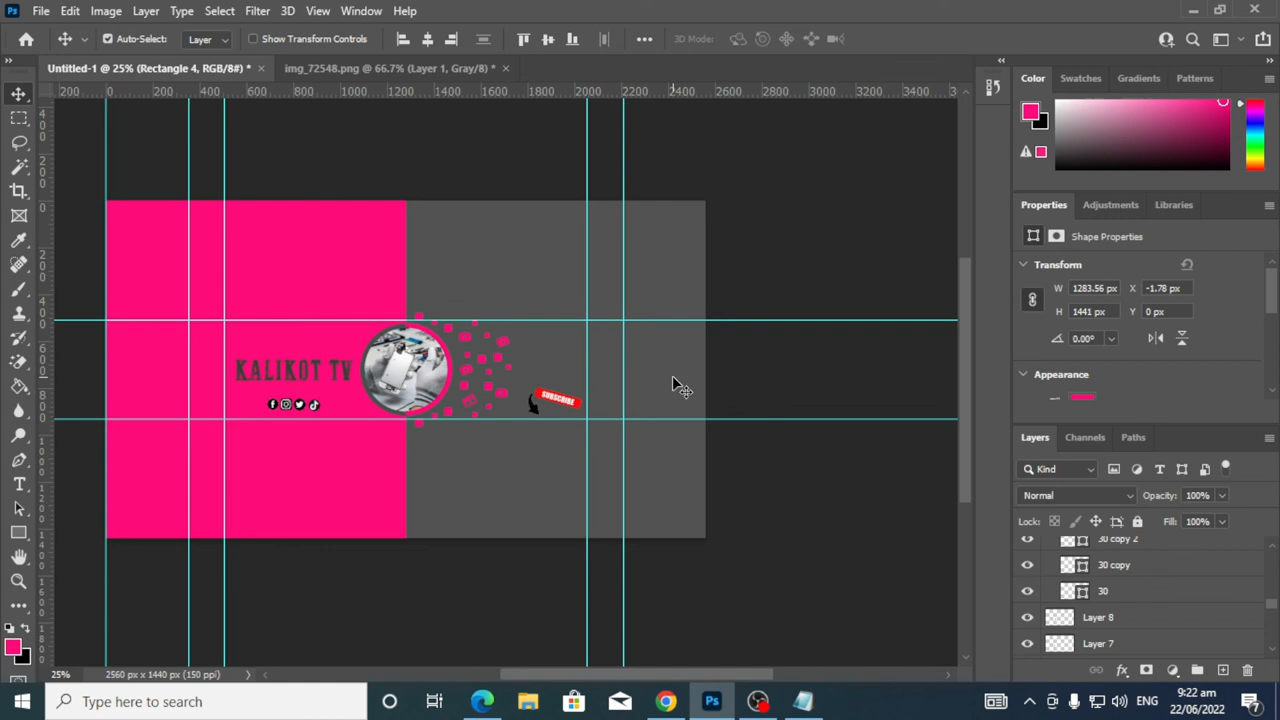 File Edit Image Layer Type Select Filter 3D View Window Help
Auto-Select: Layer Show Transform Controls 3D Mode:
Untitled-1 @ 25% (Rectangle 4, RGB/8#) * img_72548.png @ 66.7% (Layer 1, Gray/8) *
200 0 200 400 600 800 1000 1200 1400 1600 1800 2000 2200 2400 2600 2800 3000 3200 3400
Color Swatches Gradients Patterns
Properties Adjustments Libraries
Shape Properties
Transform
W 1283.56 px X -1.78 px
H 1441 px Y 0 px
0.00°
Appearance
KALIKOT TV
SUBSCRIBE
Layers Channels Paths
Kind
Normal Opacity: 100%
Lock: Fill: 100%
30 copy 2
30 copy
30
Layer 8
Layer 7
25% 2560 px x 1440 px (150 ppi)
Type here to search
Ps
ENG
9:22 am
22/06/2022
7